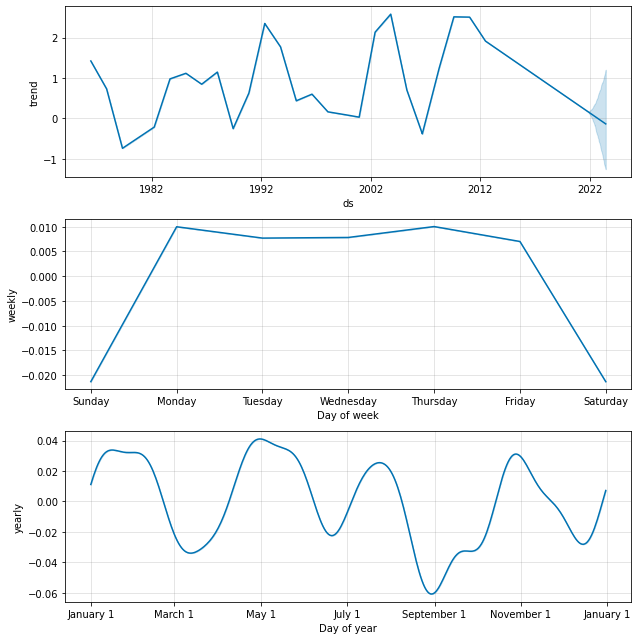 2
1
0
−1
trend
1982 1992 2002 2012 2022
ds
0.010
0.005
0.000
−0.005
−0.010
−0.015
−0.020
weekly
Sunday Monday Tuesday Wednesday Thursday Friday Saturday
Day of week
0.04
0.02
0.00
−0.02
−0.04
−0.06
yearly
January 1 March 1 May 1 July 1 September 1 November 1 January 1
Day of year